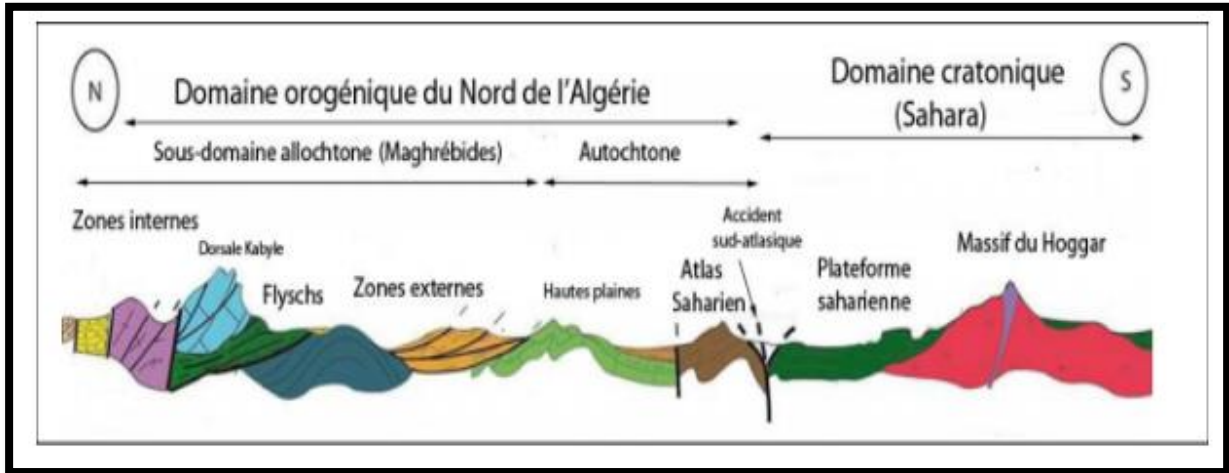 N
Domaine orogénique du Nord de l'Algérie
Domaine cratonique
(Sahara)
S
Sous-domaine allochtone (Maghrébides)
Autochtone
Zones internes
Dorsale Kabyle
Flyschs
Zones externes
Hautes plaines
Atlas
Saharien
Accident
sud-atlasique
Plateforme
saharienne
Massif du Hoggar